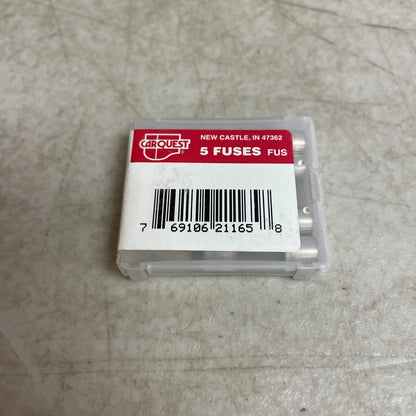 CARQUEST®
NEW CASTLE, IN 47362
5 FUSES FUS
7 69106 21165 8